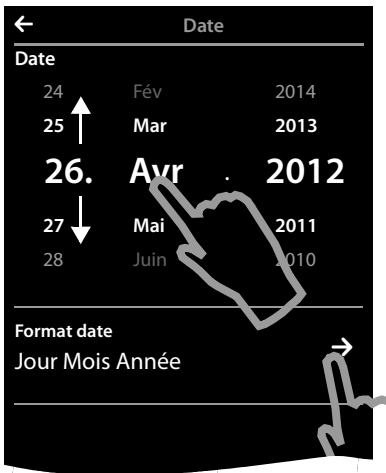 Date
Date
24 Fév 2014
25 Mar 2013
26. Avr . 2012
27 Mai 2011
28 Juin 2010
Format date
Jour Mois Année